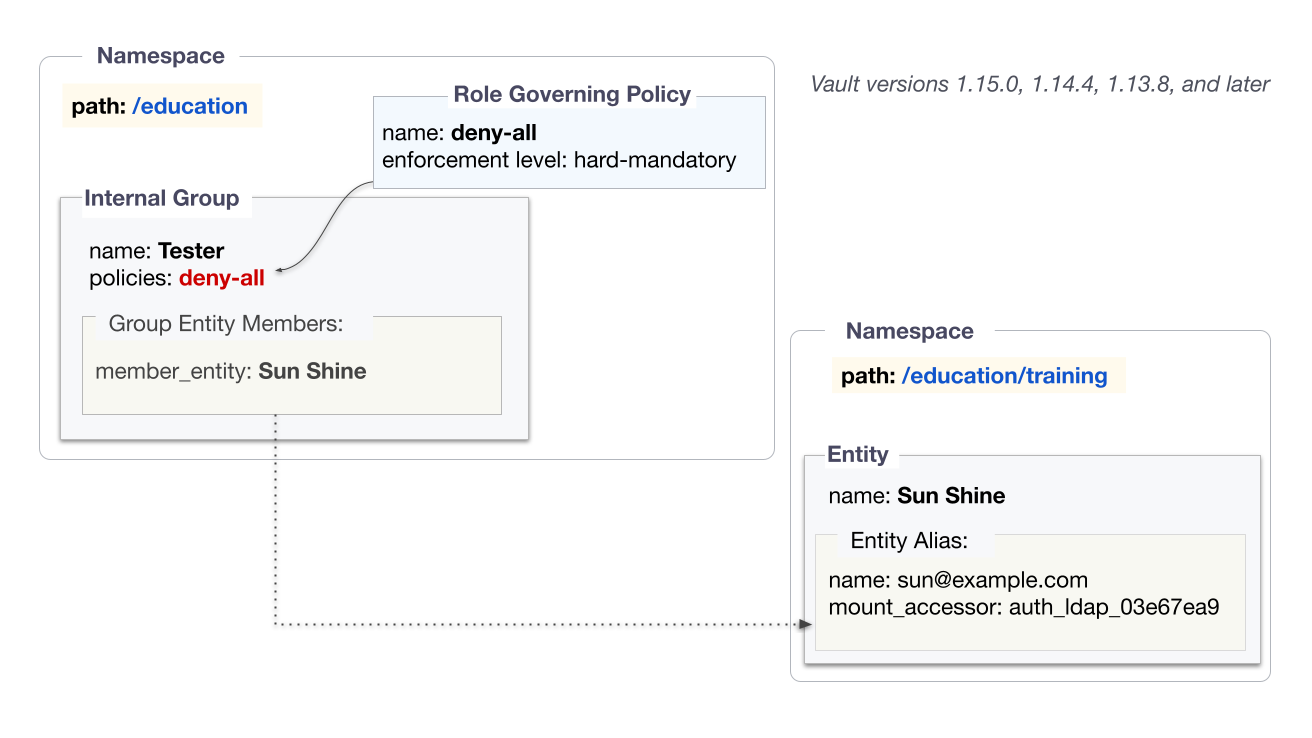 Namespace
path: /education
Role Governing Policy
name: deny-all
enforcement level: hard-mandatory
Internal Group
name: Tester
policies: deny-all
Group Entity Members:
member_entity: Sun Shine
Vault versions 1.15.0, 1.14.4, 1.13.8, and later
Namespace
path: /education/training
Entity
name: Sun Shine
Entity Alias:
name: sun@example.com
mount_accessor: auth_ldap_03e67ea9